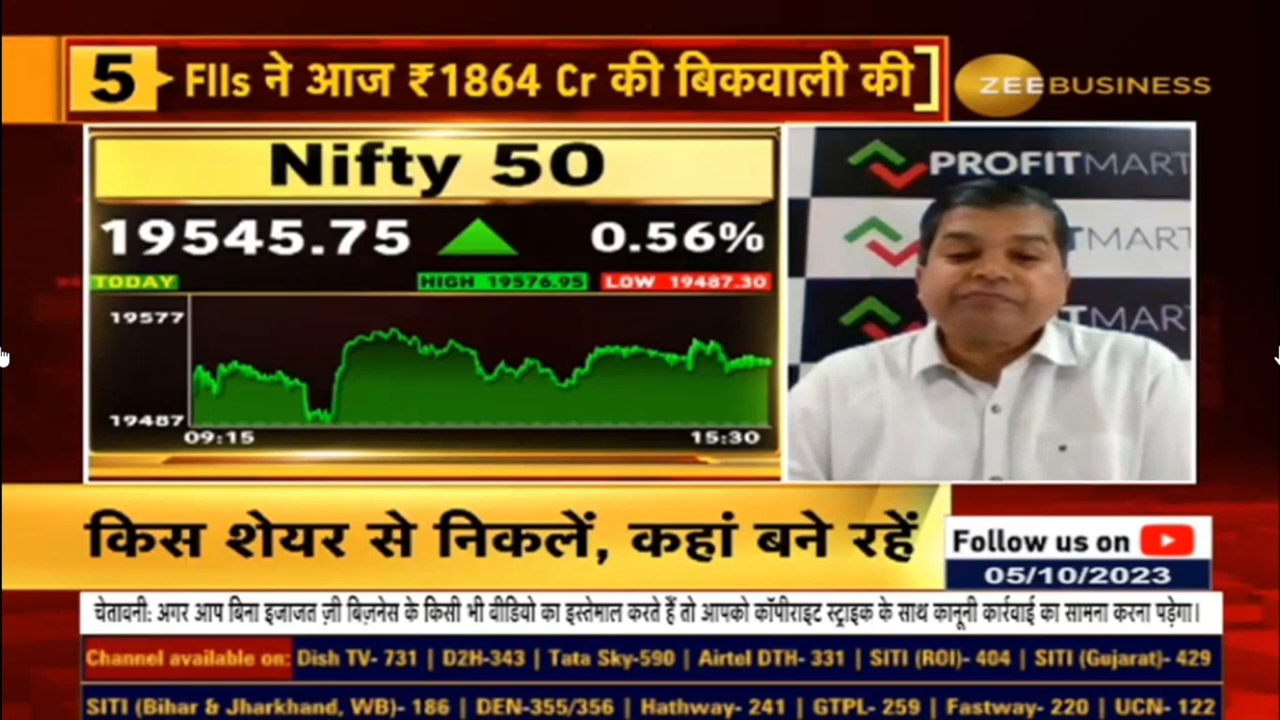 5 FIIs ने आज ₹1864 Cr की बिकवाली की
ZEEBUSINESS
Nifty 50
19545.75 0.56%
TODAY HIGH 19576.95 LOW 19487.30
19577
19487
09:15 15:30
PROFITMART
TMART
TMART
किस शेयर से निकलें, कहां बने रहें
Follow us on
05/10/2023
चेतावनी: अगर आप बिना इजाजत ज़ी बिज़नेस के किसी भी वीडियो का इस्तेमाल करते हैं तो आपको कॉपीराइट स्ट्राइक के साथ कानूनी कार्रवाई का सामना करना पड़ेगा।
Channel available on: Dish TV- 731 | D2H-343 | Tata Sky-590 | Airtel DTH- 331 | SITI (ROI)- 404 | SITI (Gujarat)- 429
SITI (Bihar & Jharkhand, WB)- 186 | DEN-355/356 | Hathway- 241 | GTPL- 259 | Fastway- 220 | UCN- 122